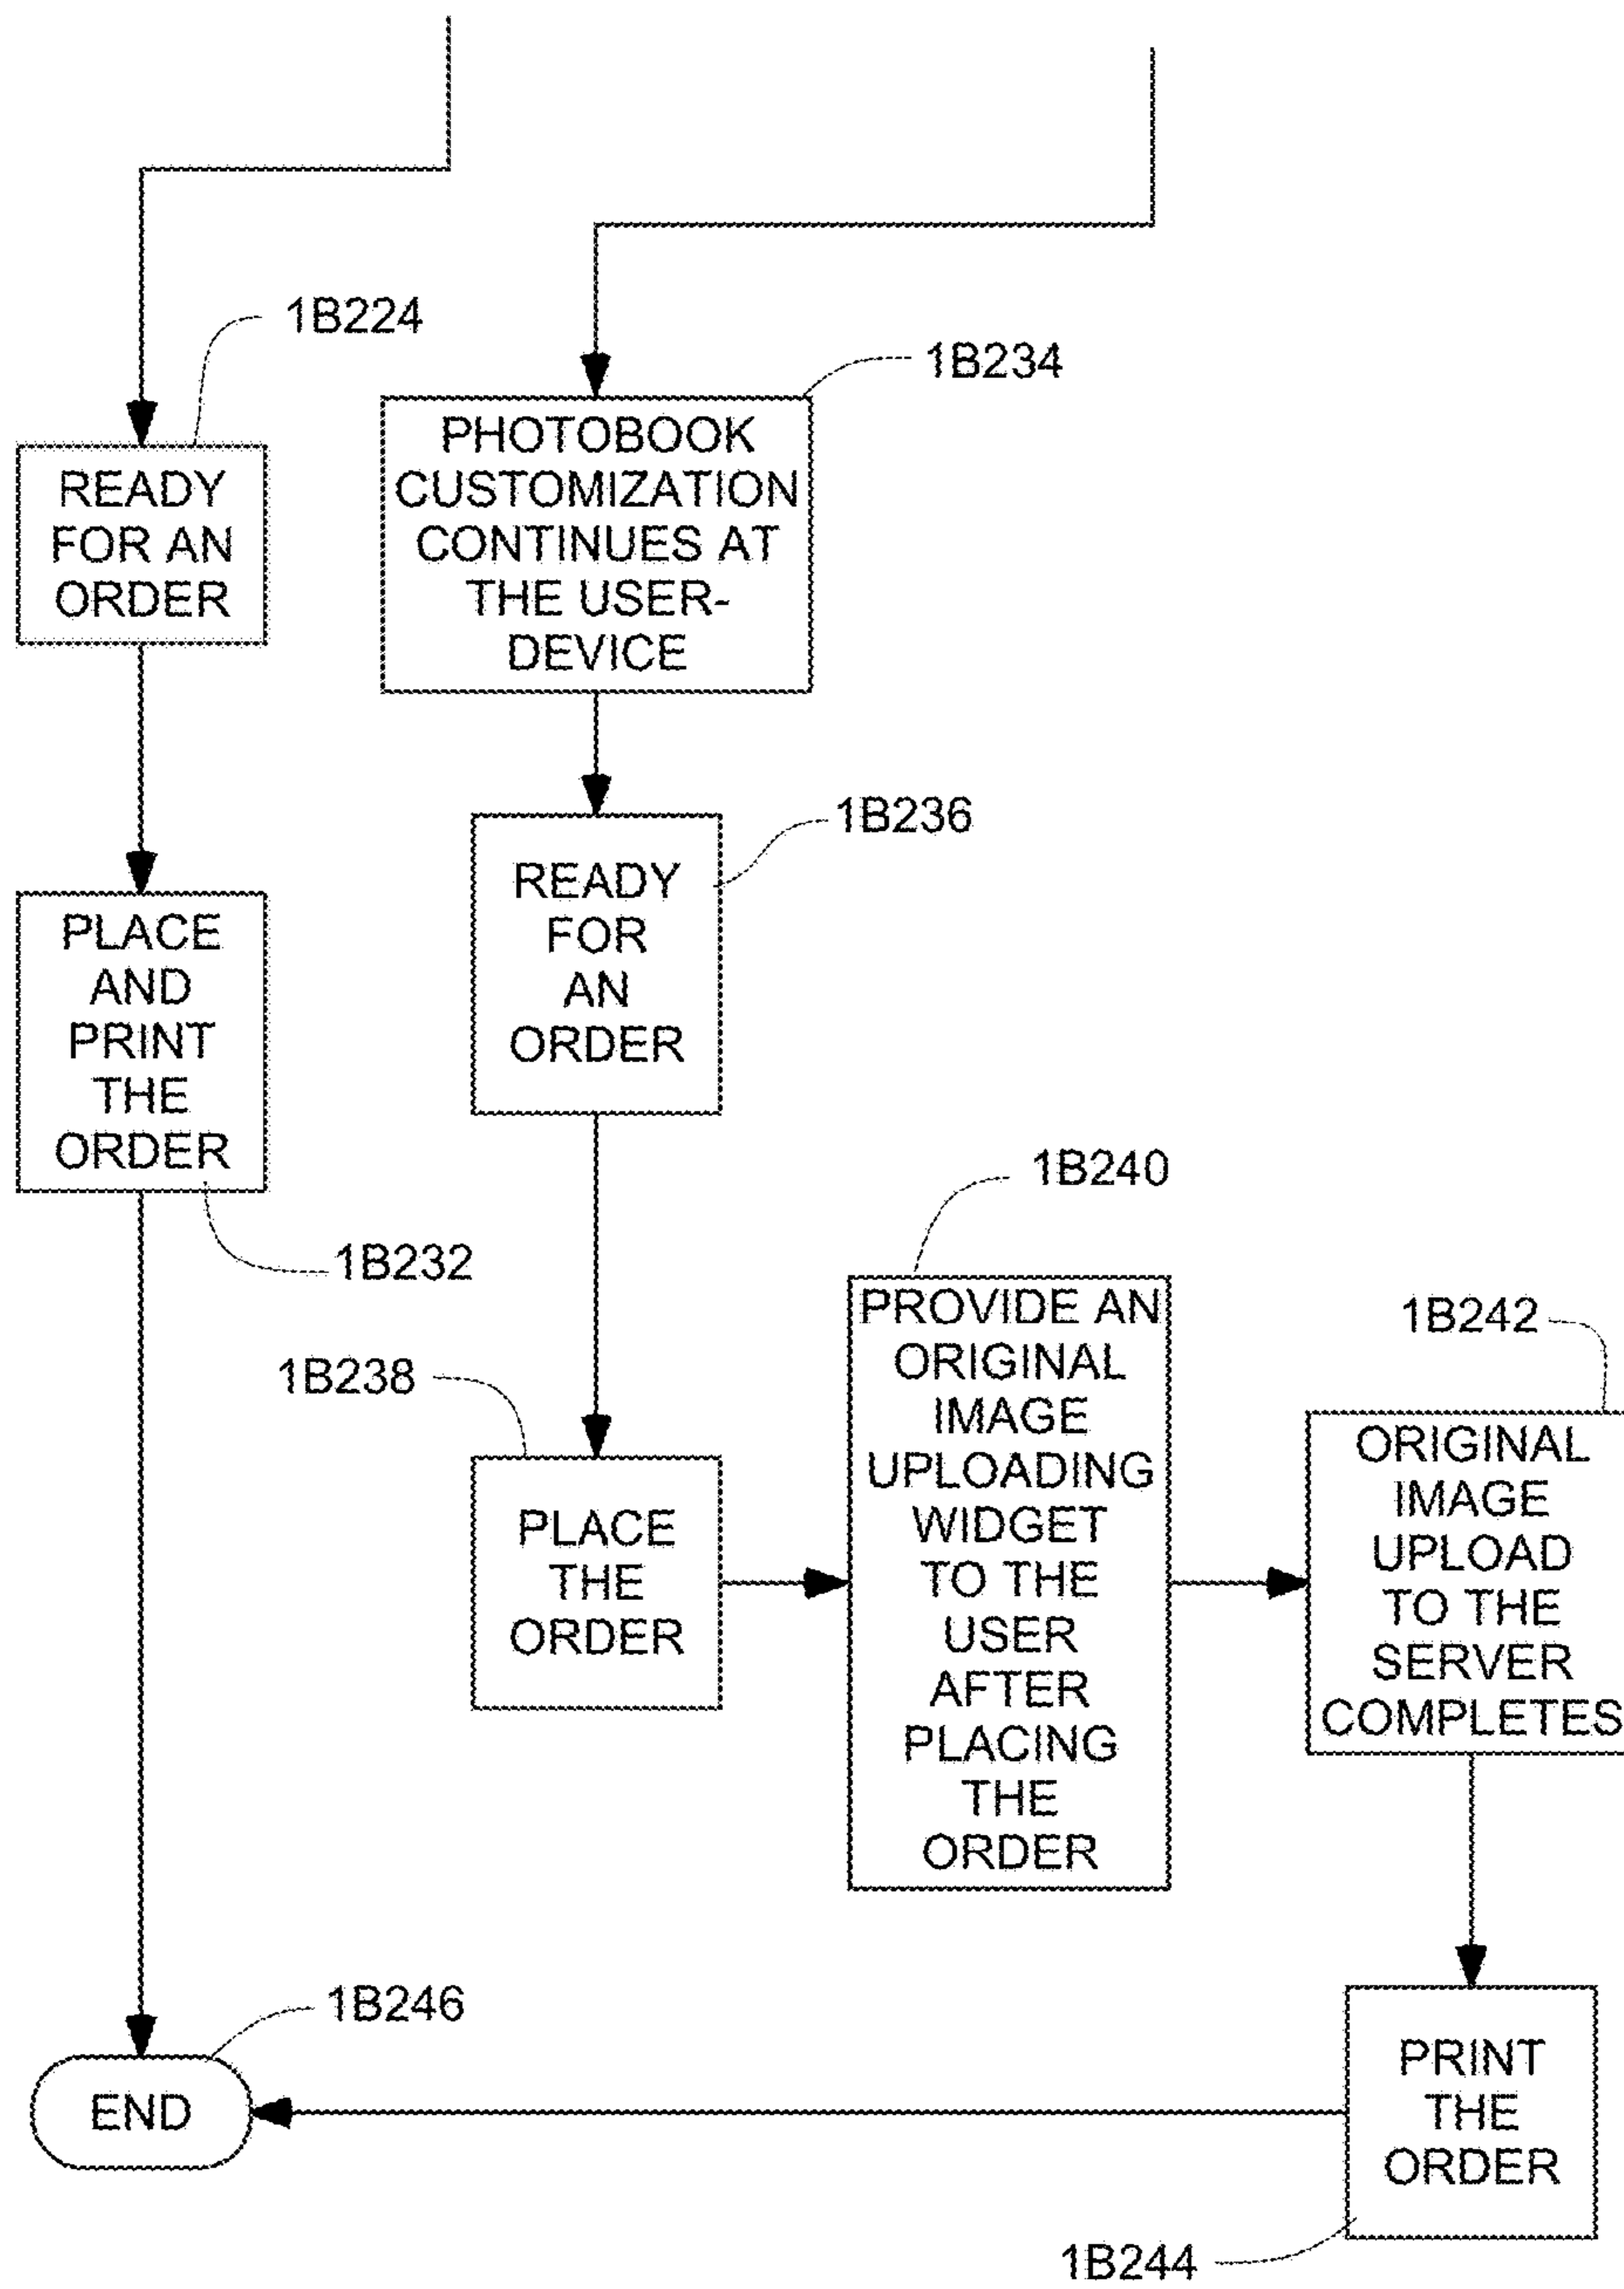 1B224
READY
FOR AN
ORDER
1B234
PHOTOBOOK
CUSTOMIZATION
CONTINUES AT
THE USER-
DEVICE
1B236
READY
FOR
AN
ORDER
PLACE
AND
PRINT
THE
ORDER
1B232
1B238
PLACE
THE
ORDER
1B240
PROVIDE AN
ORIGINAL
IMAGE
UPLOADING
WIDGET
TO THE
USER
AFTER
PLACING
THE
ORDER
1B242
ORIGINAL
IMAGE
UPLOAD
TO THE
SERVER
COMPLETES
1B246
END
PRINT
THE
ORDER
1B244